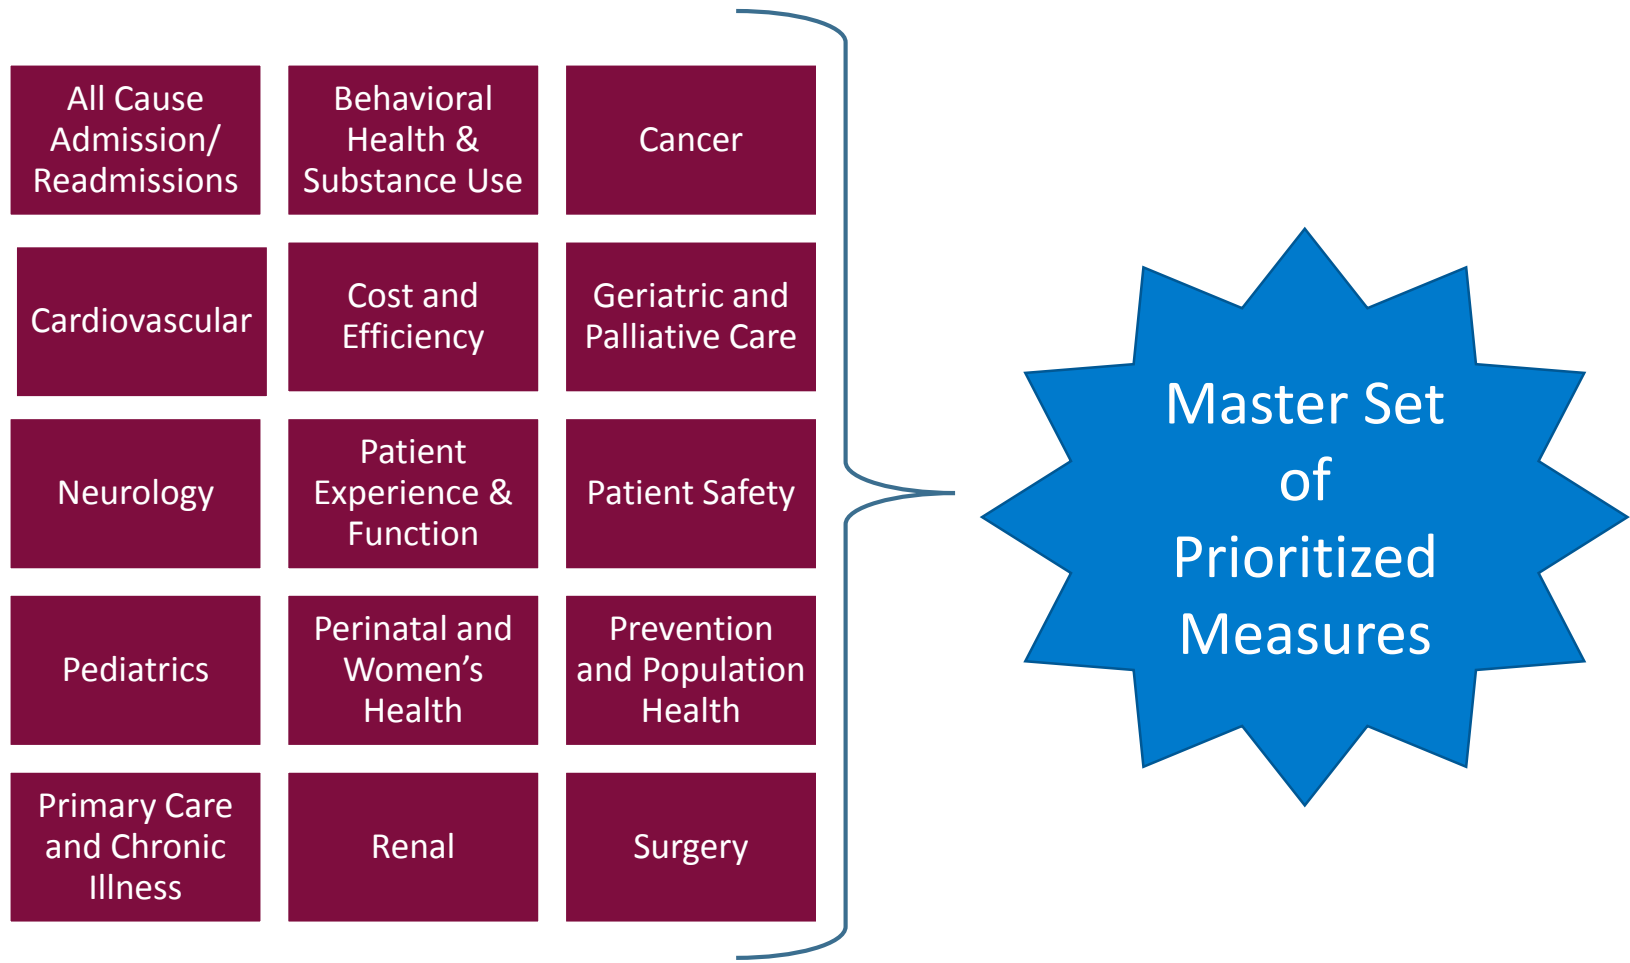 All Cause
Admission/
Readmissions
Behavioral
Health &
Substance Use
Cancer
Cardiovascular
Cost and
Efficiency
Geriatric and
Palliative Care
Neurology
Patient
Experience &
Function
Patient Safety
Pediatrics
Perinatal and
Women’s
Health
Prevention
and Population
Health
Primary Care
and Chronic
Illness
Renal
Surgery
Master Set
of
Prioritized
Measures